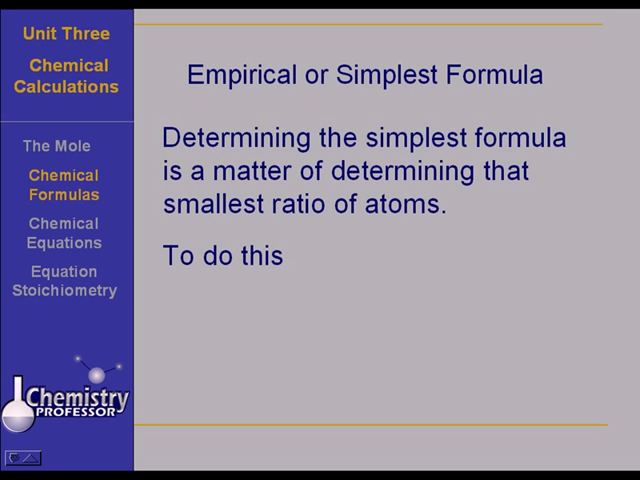 Unit Three
Chemical
Calculations
The Mole
Chemical
Formulas
Chemical
Equations
Equation
Stoichiometry
Chemistry
PROFESSOR
Empirical or Simplest Formula
Determining the simplest formula
is a matter of determining that
smallest ratio of atoms.
To do this